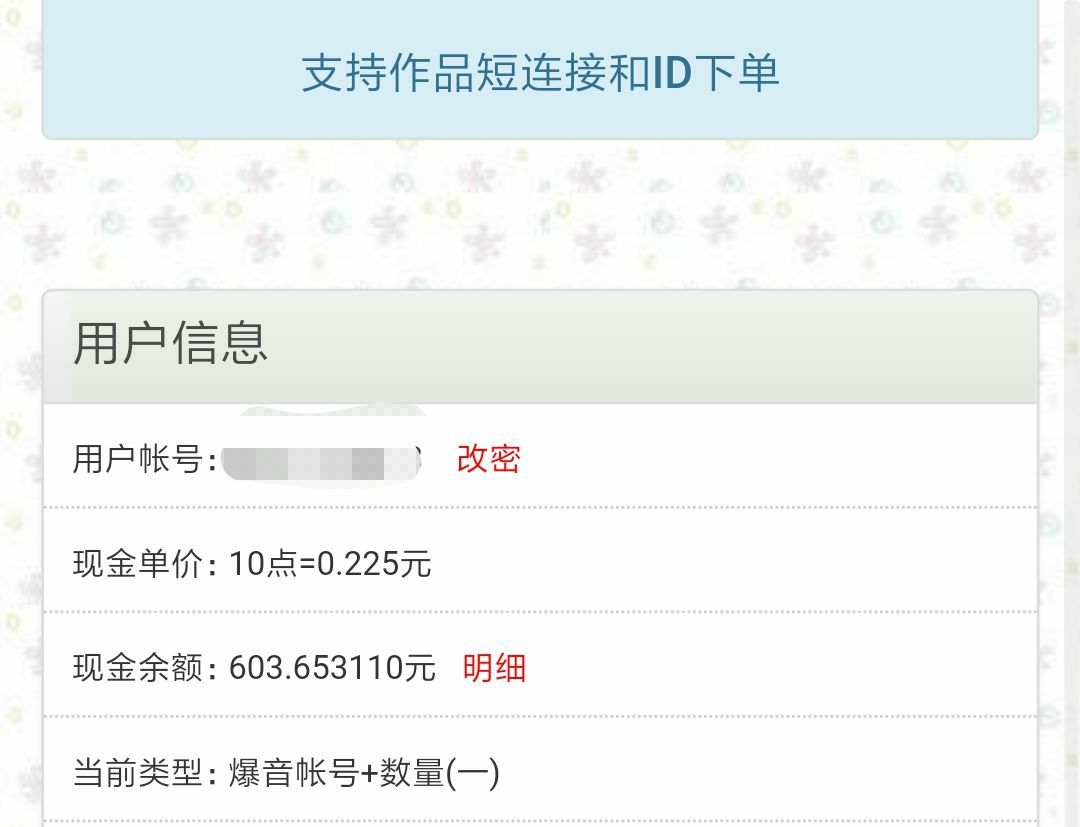 支持作品短连接和ID下单
用户信息
用户帐号: 改密
现金单价: 10点=0.225元
现金余额: 603.653110元 明细
当前类型: 爆音帐号+数量(一)